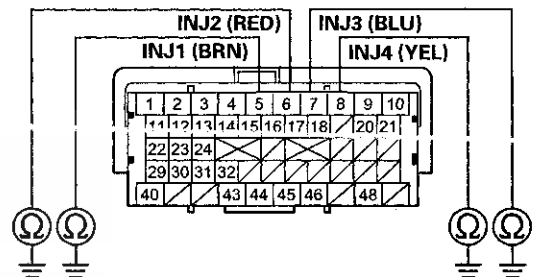 INJ2 (RED) INJ3 (BLU)
INJ1 (BRN) INJ4 (YEL)
1 2 3 4 5 6 7 8 9 10
11 12 13 14 15 16 17 18 20 21
22 23 24
29 30 31 32
40 43 44 45 46 48
Ω Ω Ω Ω